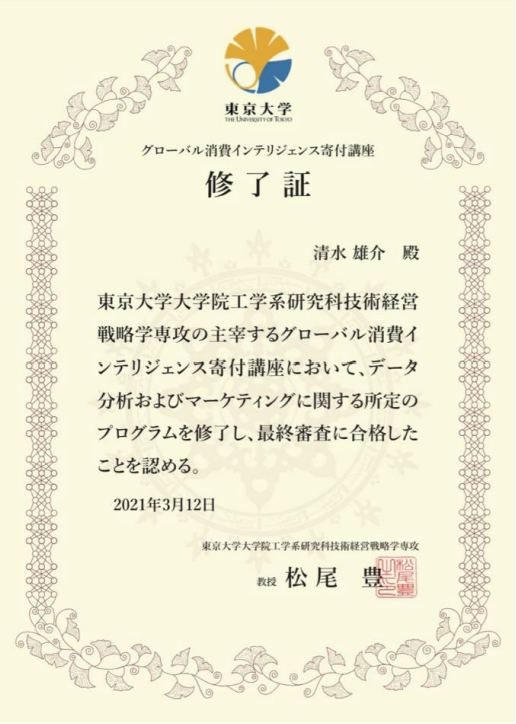 東京大学
THE UNIVERSITY OF TOKYO
グローバル消費インテリジェンス寄付講座
修了証
清水 雄介 殿
東京大学大学院工学系研究科技術経営
戦略学専攻の主宰するグローバル消費イ
ンテリジェンス寄付講座において、データ
分析およびマーケティングに関する所定の
プログラムを修了し、最終審査に合格した
ことを認める。
2021年3月12日
東京大学大学院工学系研究科技術経営戦略学専攻
教授 松尾 豊